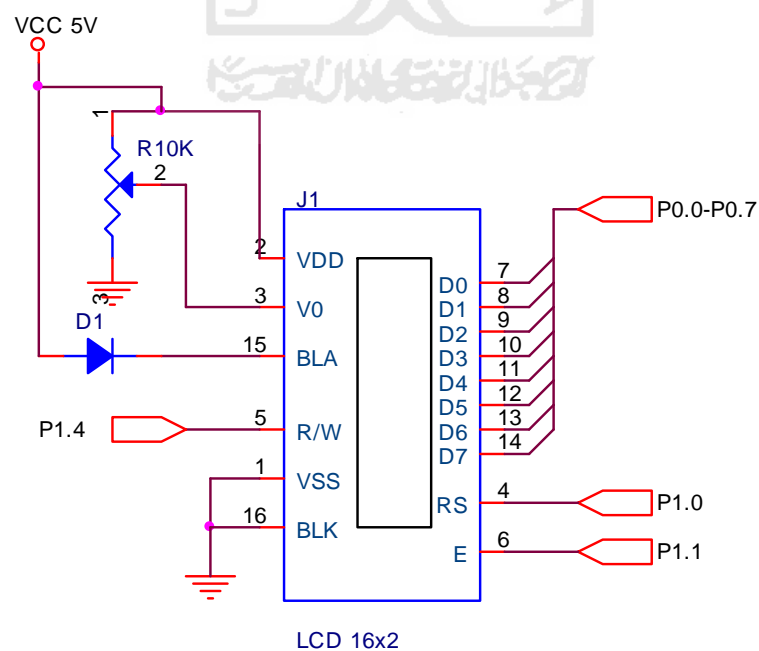 VCC 5V
1
R10K
2
3
D1
J1
P0.0-P0.7
2 VDD
3 V0
15 BLA
P1.4
5 R/W
1 VSS
16 BLK
D0 7
D1 8
D2 9
D3 10
D4 11
D5 12
D6 13
D7 14
RS 4 P1.0
E 6 P1.1
LCD 16x2